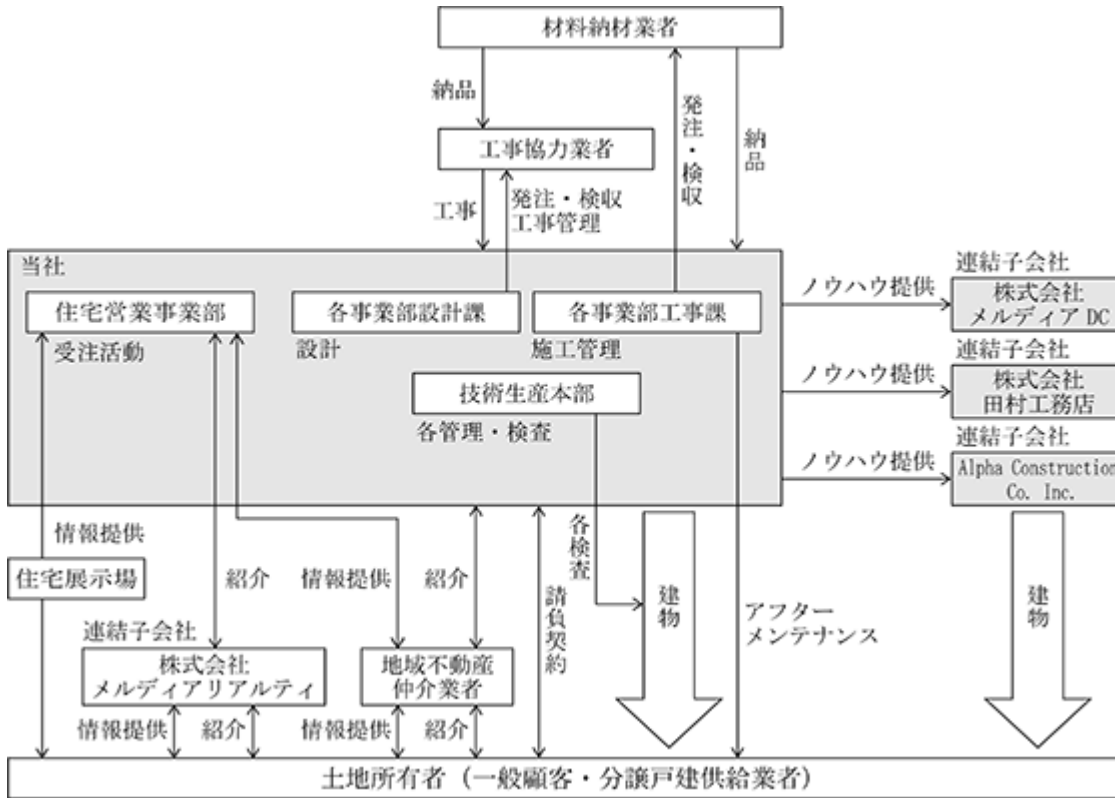 材料納材業者
納品
発注・検収
納品
工事協力業者
工事
発注・検収
工事管理
当社
住宅営業事業部
受注活動
各事業部設計課
設計
各事業部工事課
施工管理
技術生産本部
各管理・検査
ノウハウ提供
連結子会社
株式会社
メルディアDC
ノウハウ提供
連結子会社
株式会社
田村工務店
ノウハウ提供
連結子会社
Alpha Construction
Co. Inc.
情報提供
住宅展示場
紹介
情報提供
紹介
請負契約
各検査
建物
アフター
メンテナンス
建物
連結子会社
株式会社
メルディアリアルティ
地域不動産
仲介業者
情報提供
紹介
情報提供
紹介
土地所有者（一般顧客・分譲戸建供給業者）